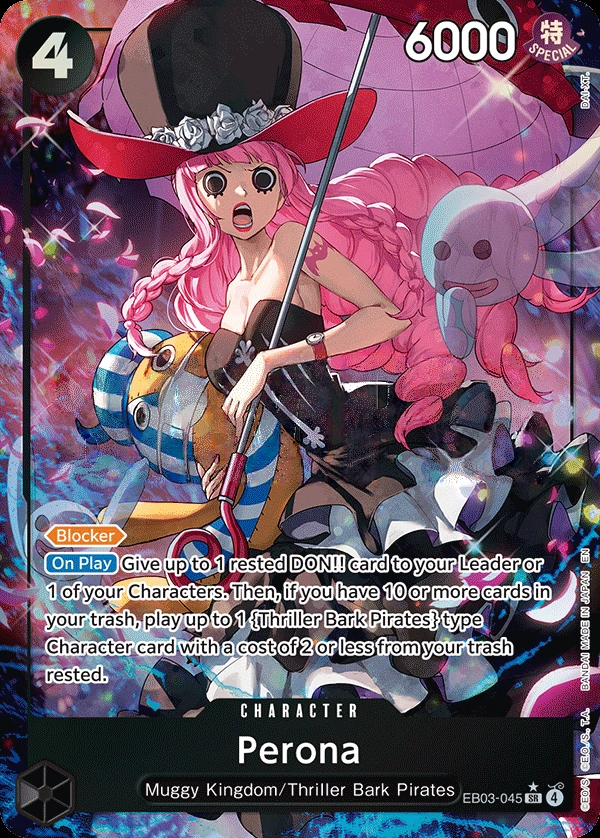 4
6000
特
SPECIAL
DAI-XT.
Blocker
On Play Give up to 1 rested DON!! card to your Leader or
1 of your Characters. Then, if you have 10 or more cards in
your trash, play up to 1 {Thriller Bark Pirates} type
Character card with a cost of 2 or less from your trash
rested.
CHARACTER
Perona
Muggy Kingdom/Thriller Bark Pirates
EB03-045 SR 4
BANDAI MADE IN JAPAN EN